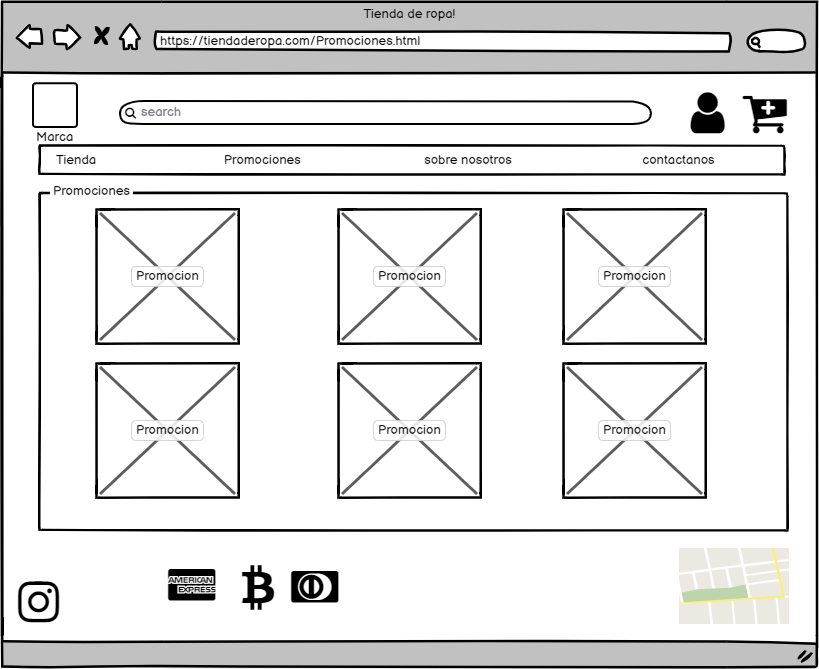 Tienda de ropa!
https://tiendaderopa.com/Promociones.html
search
Marca
Tienda Promociones sobre nosotros contactanos
Promociones
Promocion Promocion Promocion
Promocion Promocion Promocion
AMERICAN
EXPRESS